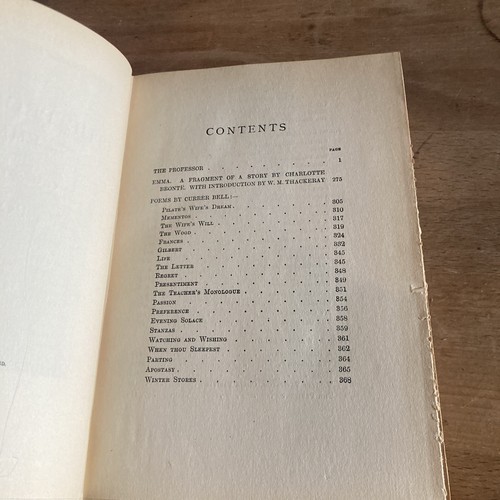 CONTENTS
PAGE
THE PROFESSOR . . . . . . . . 1
EMMA. A FRAGMENT OF A STORY BY CHARLOTTE
BRONTË. WITH INTRODUCTION BY W. M. THACKERAY 275
POEMS BY CURRER BELL:—
PILATE'S WIFE'S DREAM . . . . . . 305
MEMENTOS . . . . . . . . 310
THE WIFE'S WILL . . . . . . . 317
THE WOOD . . . . . . . . 319
FRANCES . . . . . . . . 324
GILBERT . . . . . . . . 332
LIFE . . . . . . . . 345
THE LETTER . . . . . . . . 345
REGRET . . . . . . . . 348
PRESENTIMENT . . . . . . . 349
THE TEACHER'S MONOLOGUE . . . . . . 351
PASSION . . . . . . . . 354
PREFERENCE . . . . . . . . 356
EVENING SOLACE . . . . . . . 358
STANZAS . . . . . . . . 359
WATCHING AND WISHING . . . . . . 361
WHEN THOU SLEEPEST . . . . . . 362
PARTING . . . . . . . . 364
APOSTASY . . . . . . . . 365
WINTER STORES . . . . . . . 368